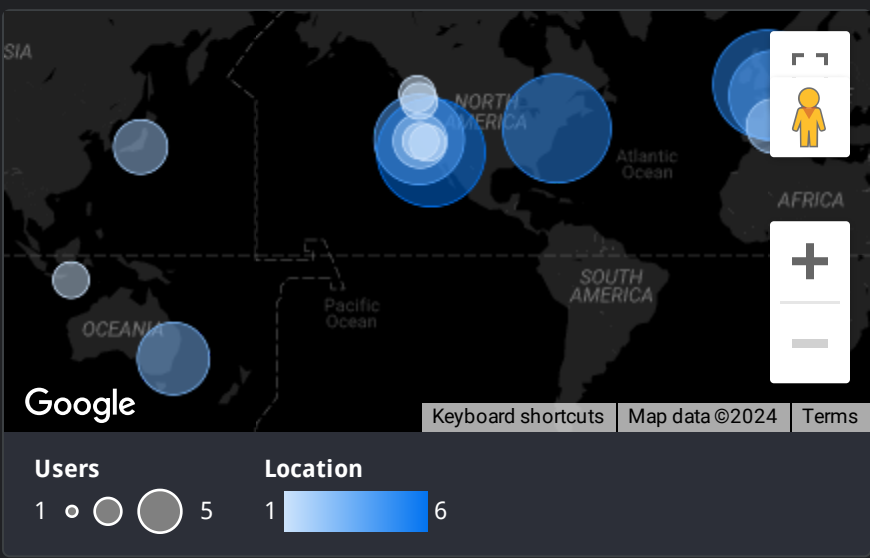 SIA
NORTH
AMERICA
Atlantic
Ocean
AFRICA
SOUTH
AMERICA
Pacific
Ocean
OCEANIA
Google
Keyboard shortcuts
Map data ©2024
Terms
Users
Location
1
5
1
6